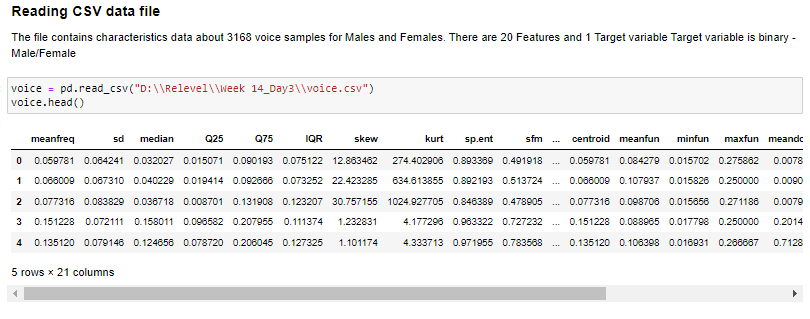 Reading CSV data file
The file contains characteristics data about 3168 voice samples for Males and Females. There are 20 Features and 1 Target variable Target variable is binary -
Male/Female
voice = pd.read_csv("D:\\Relevel\\Week 14_Day3\\voice.csv")
voice.head()
meanfreq sd median Q25 Q75 IQR skew kurt sp.ent sfm ... centroid meanfun minfun maxfun meando
0 0.059781 0.064241 0.032027 0.015071 0.090193 0.075122 12.863462 274.402906 0.893369 0.491918 ... 0.059781 0.084279 0.015702 0.275862 0.0078
1 0.066009 0.067310 0.040229 0.019414 0.092666 0.073252 22.423285 634.613855 0.892193 0.513724 ... 0.066009 0.107937 0.015826 0.250000 0.0090
2 0.077316 0.083829 0.036718 0.008701 0.131908 0.123207 30.757155 1024.927705 0.846389 0.478905 ... 0.077316 0.098706 0.015656 0.271186 0.0079
3 0.151228 0.072111 0.158011 0.096582 0.207955 0.111374 1.232831 4.177296 0.963322 0.727232 ... 0.151228 0.088965 0.017798 0.250000 0.2014
4 0.135120 0.079146 0.124656 0.078720 0.206045 0.127325 1.101174 4.333713 0.971955 0.783568 ... 0.135120 0.106398 0.016931 0.266667 0.7128
5 rows × 21 columns